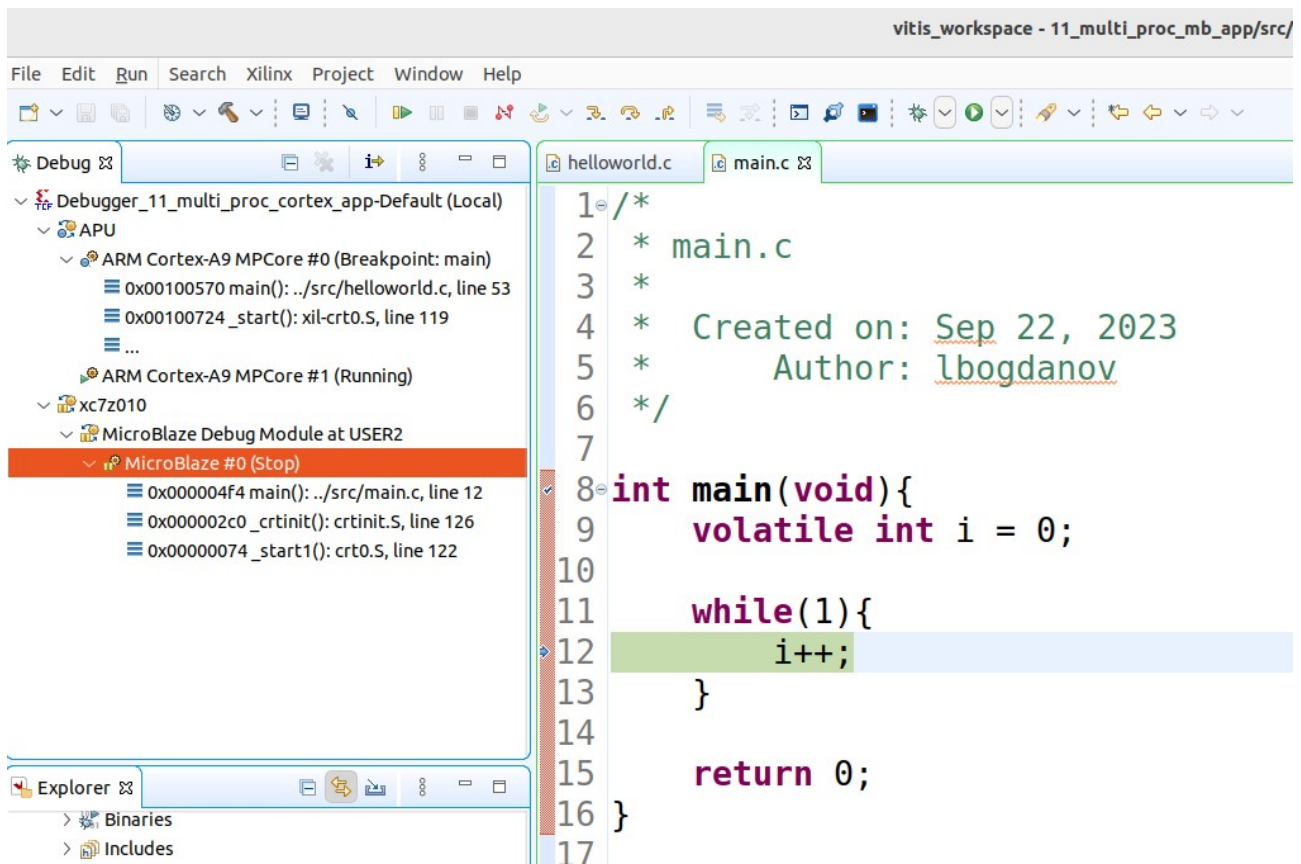 vitis_workspace - 11_multi_proc_mb_app/src/
File Edit Run Search Xilinx Project Window Help
Debug
helloworld.c main.c
Debugger_11_multi_proc_cortex_app-Default (Local)
APU
ARM Cortex-A9 MPCore #0 (Breakpoint: main)
0x00100570 main(): ../src/helloworld.c, line 53
0x00100724 _start(): xil-crt0.S, line 119
...
ARM Cortex-A9 MPCore #1 (Running)
xc7z010
MicroBlaze Debug Module at USER2
MicroBlaze #0 (Stop)
0x000004f4 main(): ../src/main.c, line 12
0x000002c0 _crtinit(): crtinit.S, line 126
0x00000074 _start1(): crt0.S, line 122
Explorer
Binaries
Includes
1 /*
2 * main.c
3 *
4 * Created on: Sep 22, 2023
5 * Author: lbogdanov
6 */
7
8 int main(void){
9 volatile int i = 0;
10
11 while(1){
12 i++;
13 }
14
15 return 0;
16 }
17